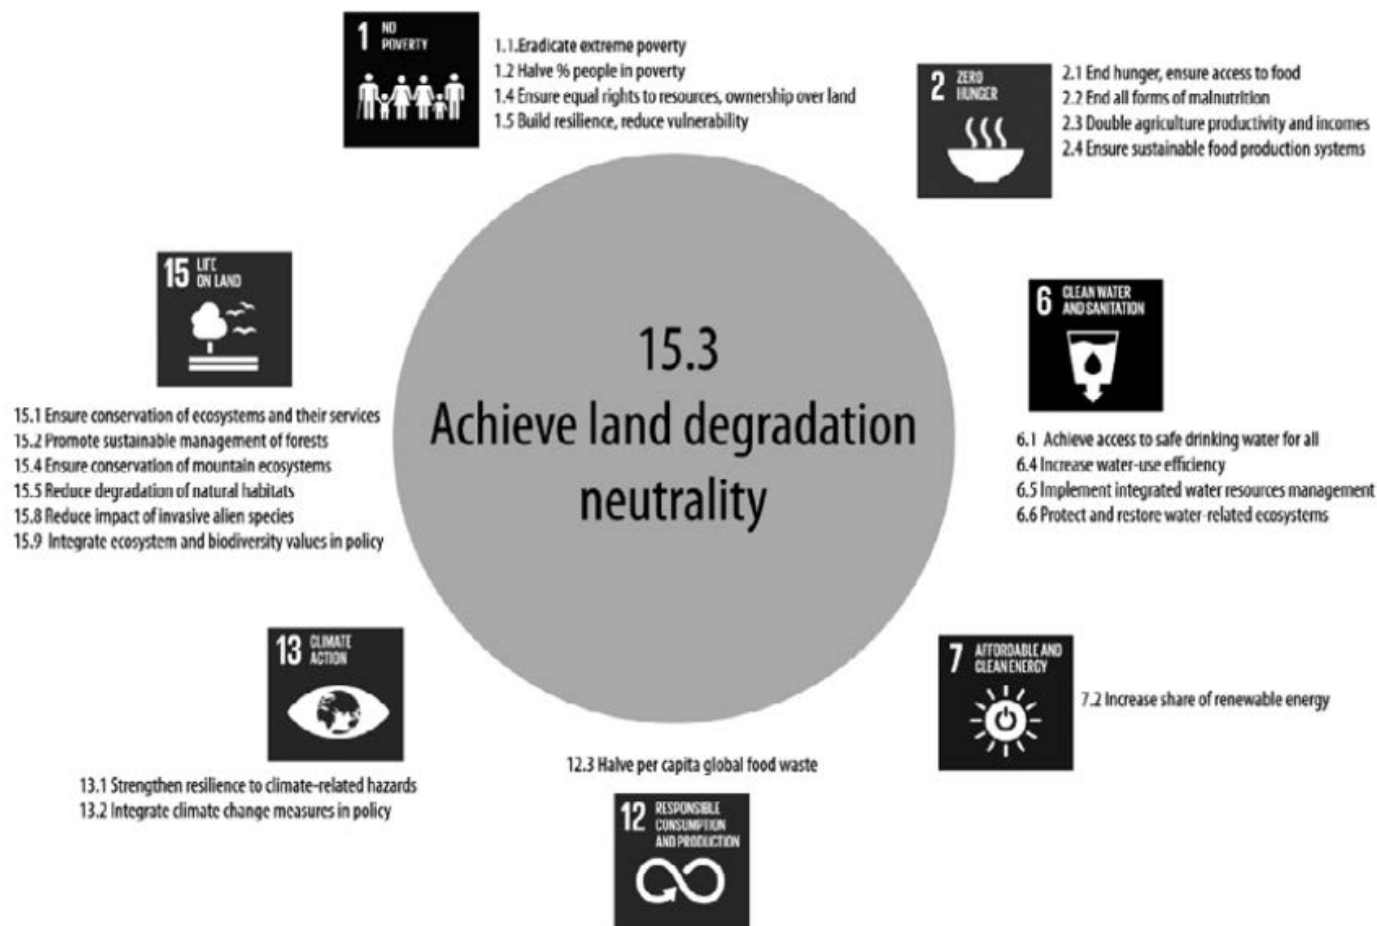 1 NO
POVERTY
1.1.Eradicate extreme poverty
1.2 Halve % people in poverty
1.4 Ensure equal rights to resources, ownership over land
1.5 Build resilience, reduce vulnerability
2 ZERO
HUNGER
2.1 End hunger, ensure access to food
2.2 End all forms of malnutrition
2.3 Double agriculture productivity and incomes
2.4 Ensure sustainable food production systems
15 LIFE
ON LAND
15.1 Ensure conservation of ecosystems and their services
15.2 Promote sustainable management of forests
15.4 Ensure conservation of mountain ecosystems
15.5 Reduce degradation of natural habitats
15.8 Reduce impact of invasive alien species
15.9 Integrate ecosystem and biodiversity values in policy
15.3
Achieve land degradation
neutrality
6 CLEAN WATER
AND SANITATION
6.1 Achieve access to safe drinking water for all
6.4 Increase water-use efficiency
6.5 Implement integrated water resources management
6.6 Protect and restore water-related ecosystems
13 CLIMATE
ACTION
13.1 Strengthen resilience to climate-related hazards
13.2 Integrate climate change measures in policy
7 AFFORDABLE AND
CLEAN ENERGY
7.2 Increase share of renewable energy
12.3 Halve per capita global food waste
12 RESPONSIBLE
CONSUMPTION
AND PRODUCTION